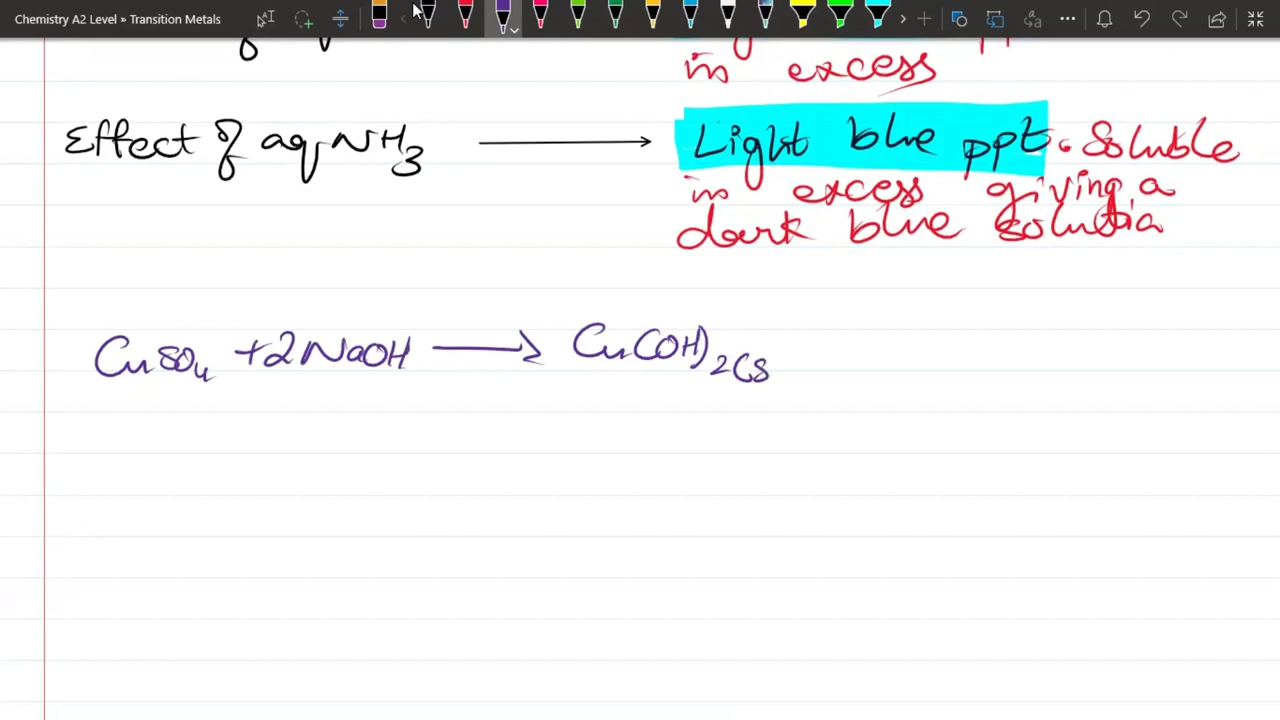 Chemistry A2 Level » Transition Metals
in excess
Effect of aq NH3 → Light blue ppt. Soluble
in excess giving a
dark blue solutio
CuSO4 + 2NaOH → Cu(OH)2(s